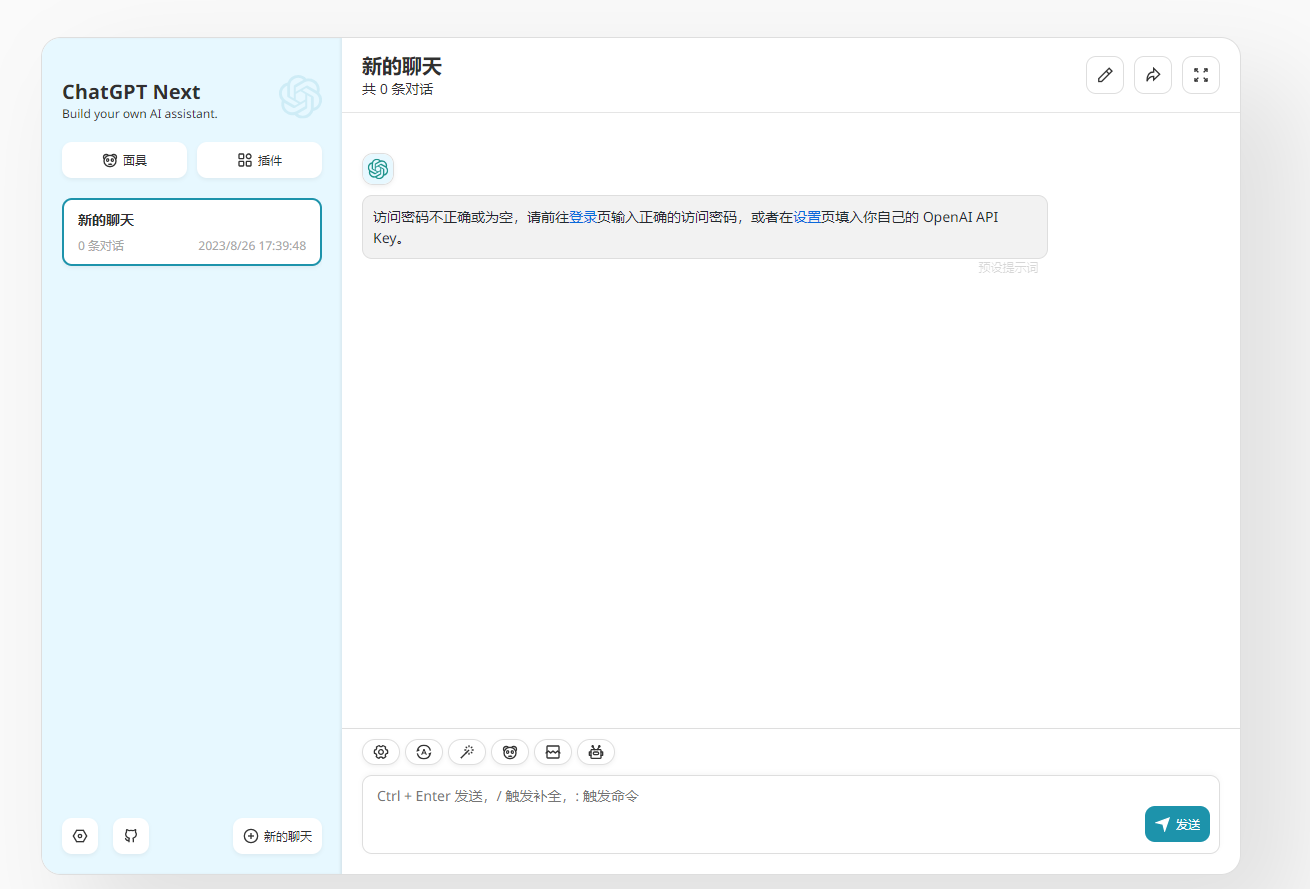 ChatGPT Next
Build your own AI assistant.
面具
插件
新的聊天
0 条对话
2023/8/26 17:39:48
新的聊天
新的聊天
共 0 条对话
访问密码不正确或为空，请前往登录页输入正确的访问密码，或者在设置页填入你自己的 OpenAI API
Key。
预设提示词
Ctrl + Enter 发送，/ 触发补全，: 触发命令
发送